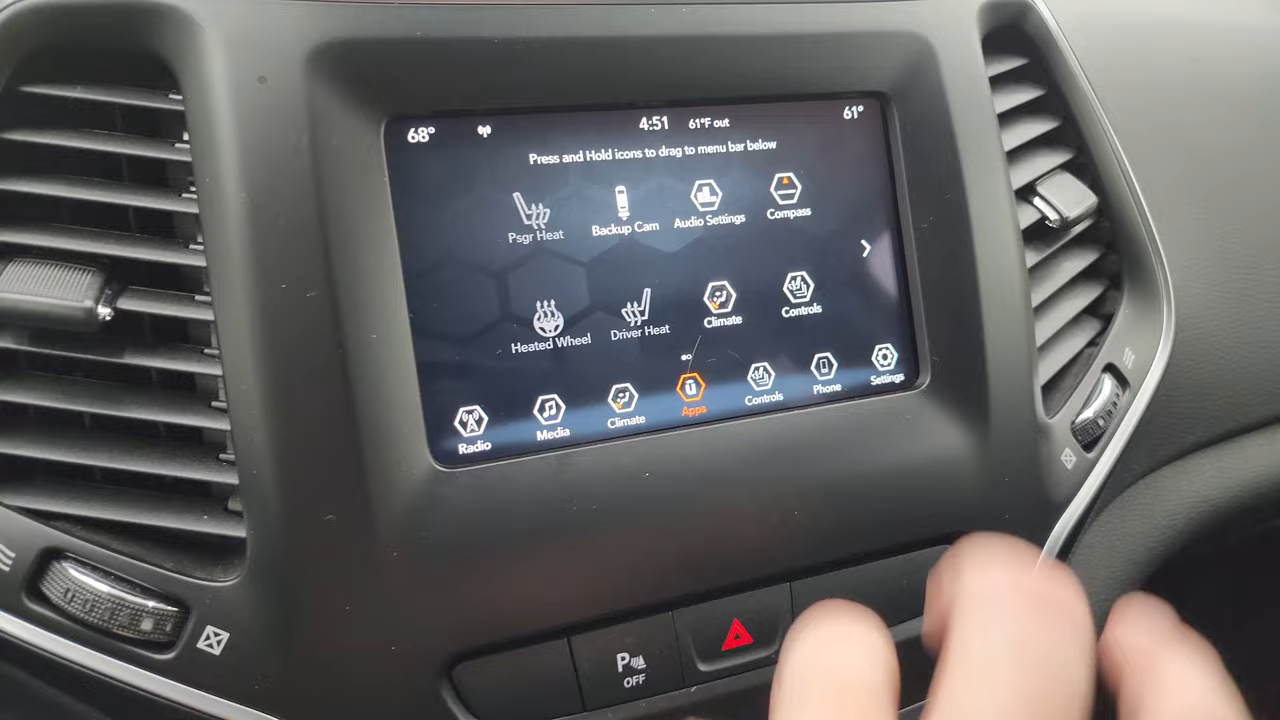 68° 4:51 61°F out 61°
Press and Hold icons to drag to menu bar below
Psgr Heat Backup Cam Audio Settings Compass
Heated Wheel Driver Heat Climate Controls
Radio Media Climate Apps Controls Phone Settings
P
OFF